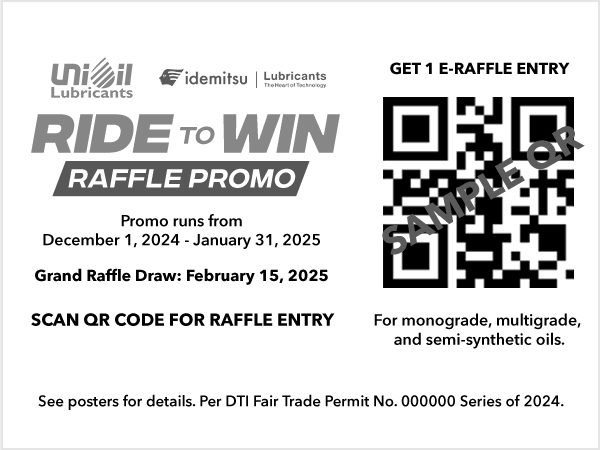 UNIOIL
Lubricants
idemitsu | Lubricants
The Heart of Technology
RIDE TO WIN
RAFFLE PROMO
Promo runs from
December 1, 2024 - January 31, 2025
Grand Raffle Draw: February 15, 2025
SCAN QR CODE FOR RAFFLE ENTRY
GET 1 E-RAFFLE ENTRY
SAMPLE QR
For monograde, multigrade,
and semi-synthetic oils.
See posters for details. Per DTI Fair Trade Permit No. 000000 Series of 2024.